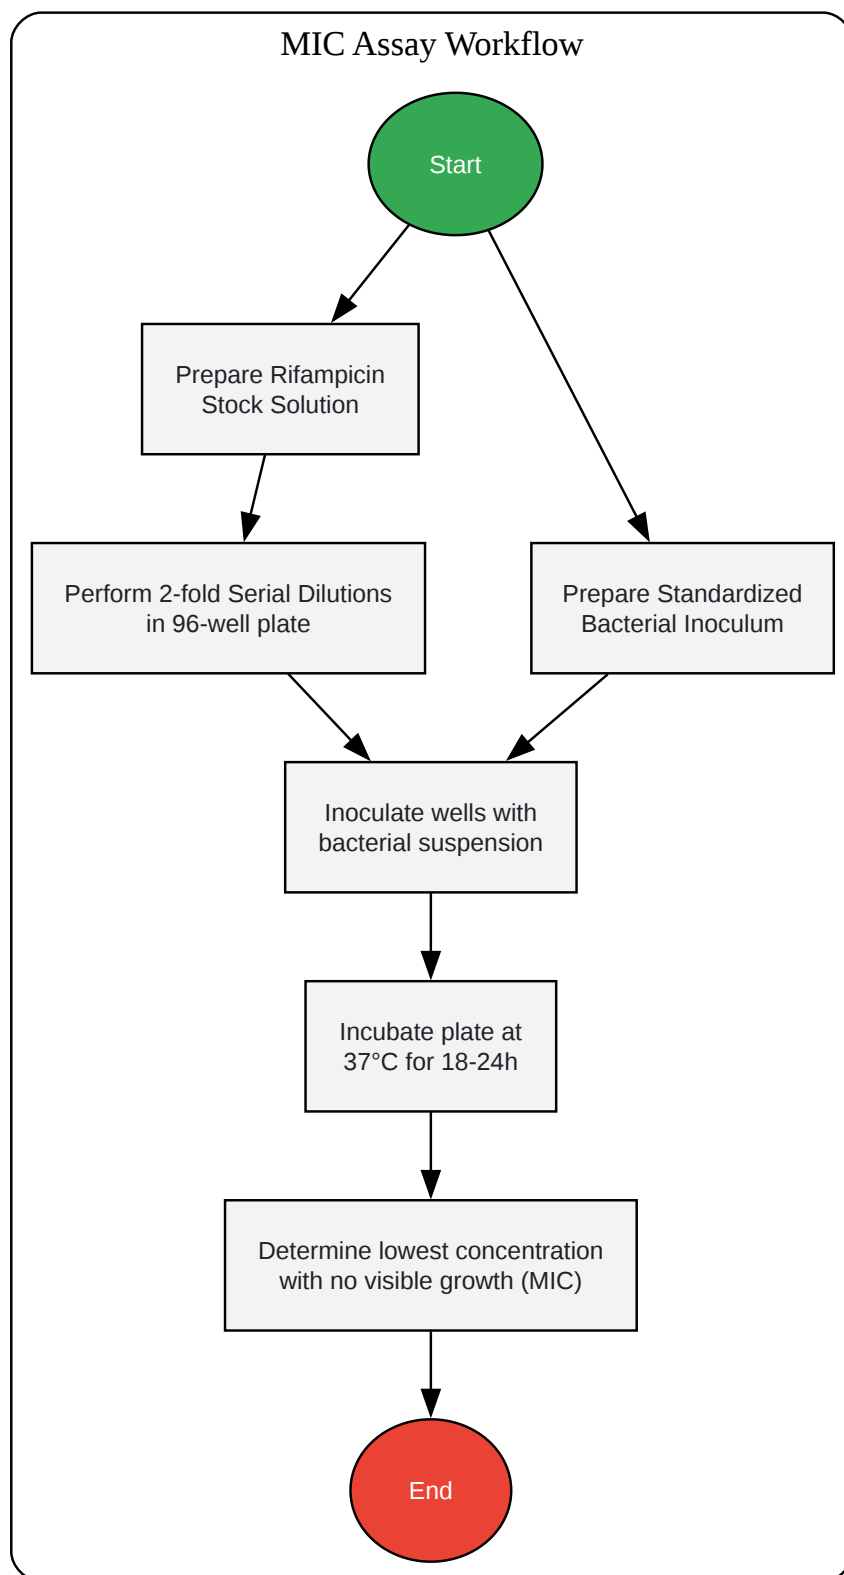 MIC Assay Workflow
Start
Prepare Rifampicin
Stock Solution
Perform 2-fold Serial Dilutions
in 96-well plate
Prepare Standardized
Bacterial Inoculum
Inoculate wells with
bacterial suspension
Incubate plate at
37°C for 18-24h
Determine lowest concentration
with no visible growth (MIC)
End